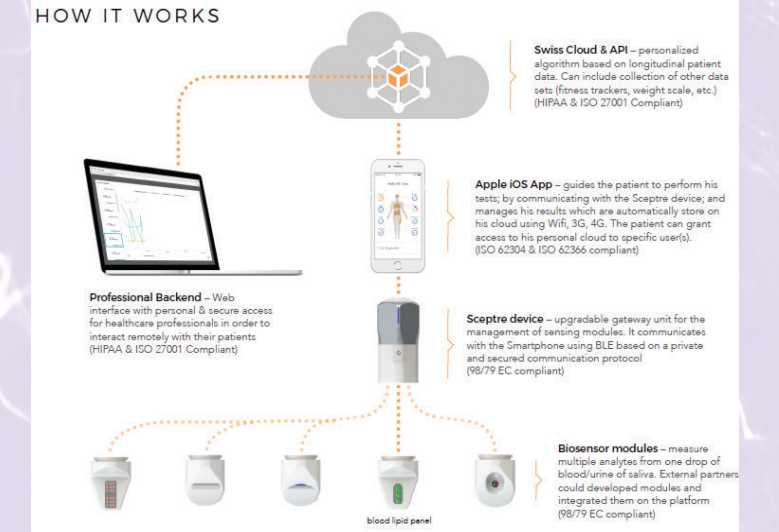 HOW IT WORKS
Swiss Cloud & API – personalized
algorithm based on longitudinal patient
data. Can include collection of other data
sets (fitness trackers, weight scale, etc.)
(HIPAA & ISO 27001 Compliant)
Apple iOS App – guides the patient to perform his
tests; by communicating with the Sceptre device; and
manages his results which are automatically store on
his cloud using Wifi, 3G, 4G. The patient can grant
access to his personal cloud to specific user(s).
(ISO 62304 & ISO 62366 compliant)
Professional Backend – Web
interface with personal & secure access
for healthcare professionals in order to
interact remotely with their patients
(HIPAA & ISO 27001 Compliant)
Sceptre device – upgradable gateway unit for the
management of sensing modules. It communicates
with the Smartphone using BLE based on a private
and secured communication protocol
(98/79 EC compliant)
Biosensor modules – measure
multiple analytes from one drop of
blood/urine of saliva. External partners
could developed modules and
integrated them on the platform
(98/79 EC compliant)
blood lipid panel